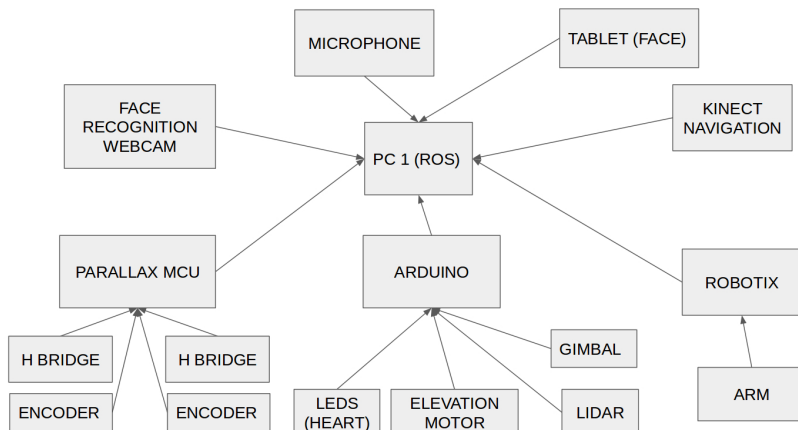 MICROPHONE
TABLET (FACE)
FACE
RECOGNITION
WEBCAM
KINECT
NAVIGATION
PC 1 (ROS)
PARALLAX MCU
ARDUINO
ROBOTIX
H BRIDGE
H BRIDGE
GIMBAL
ENCODER
ENCODER
LEDS
(HEART)
ELEVATION
MOTOR
LIDAR
ARM